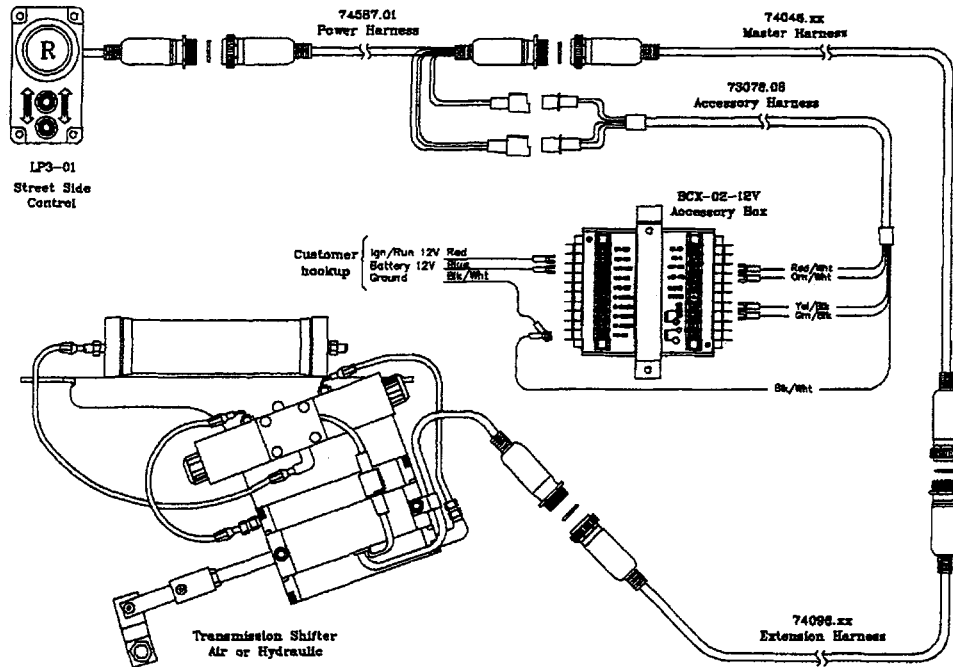 74587.01
Power Harness
74046.xx
Master Harness
R
73078.08
Accessory Harness
LP3-01
Street Side
Control
BCX-02-12V
Accessory Box
Customer
hookup
Ign/Run 12V Red
Battery 12V Blue
Ground Blk/Wht
Red/Wht
Orn/Wht
Yel/Blk
Grn/Blk
Blk/Wht
Transmission Shifter
Air or Hydraulic
74096.xx
Extension Harness